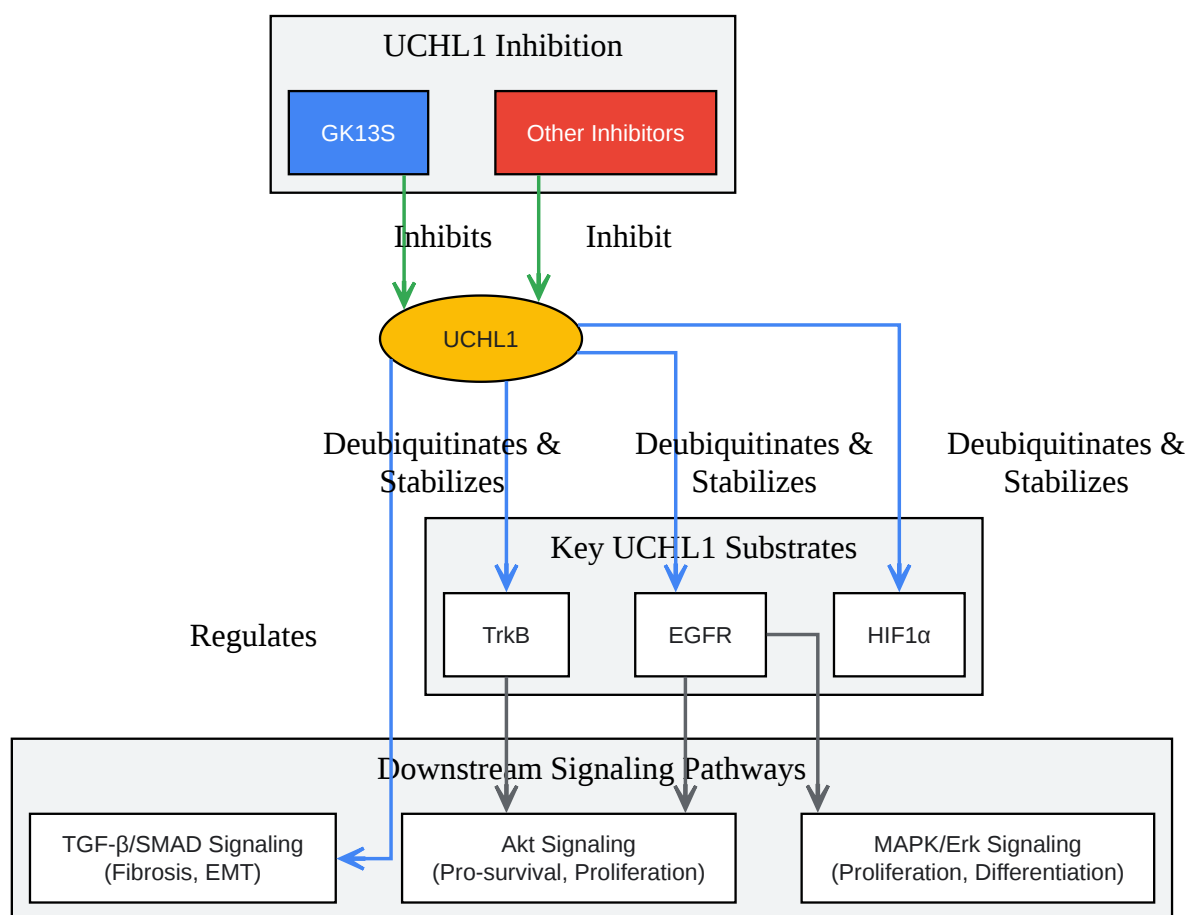 UCHL1 Inhibition
GK13S
Other Inhibitors
Inhibits
Inhibit
UCHL1
Deubiquitinates &
Stabilizes
Deubiquitinates &
Stabilizes
Deubiquitinates &
Stabilizes
Key UCHL1 Substrates
TrkB
EGFR
HIF1α
Regulates
Downstream Signaling Pathways
TGF-β/SMAD Signaling
(Fibrosis, EMT)
Akt Signaling
(Pro-survival, Proliferation)
MAPK/Erk Signaling
(Proliferation, Differentiation)